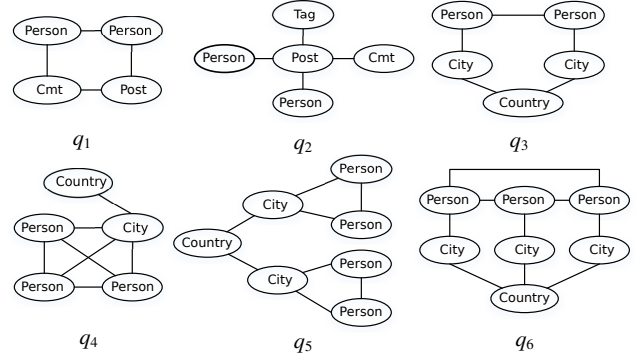 Person Person
Cmt Post
q1
Tag
Person Post Cmt
Person
q2
Person Person
City City
Country
q3
Country
Person City
Person Person
q4
Person
City
Person
Country
Person
City
Person
q5
Person Person Person
City City City
Country
q6